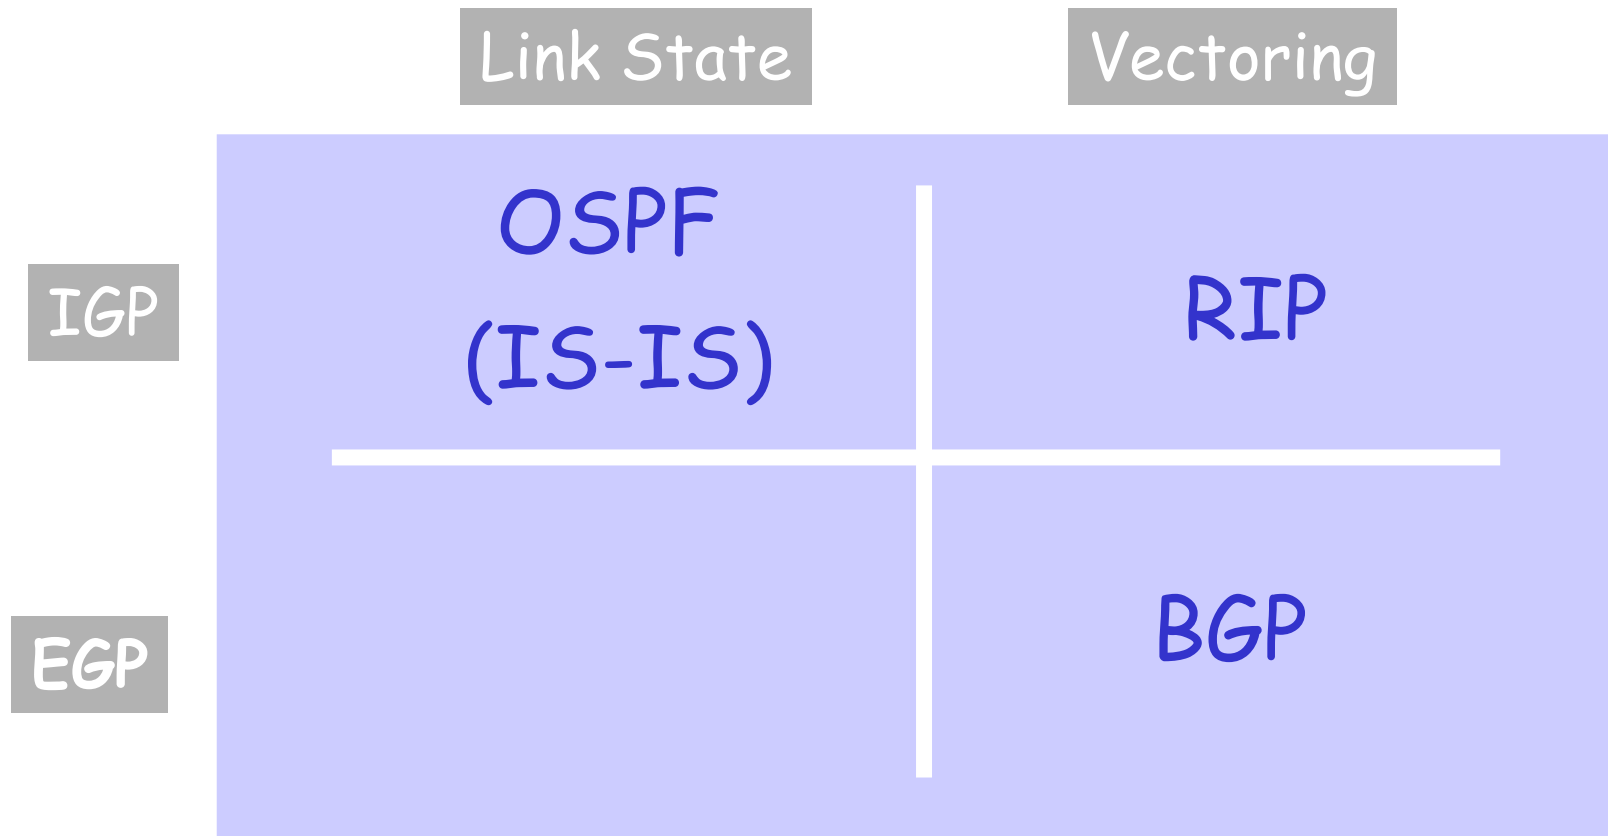 Link State
Vectoring
IGP
OSPF
(IS-IS)
RIP
EGP
BGP